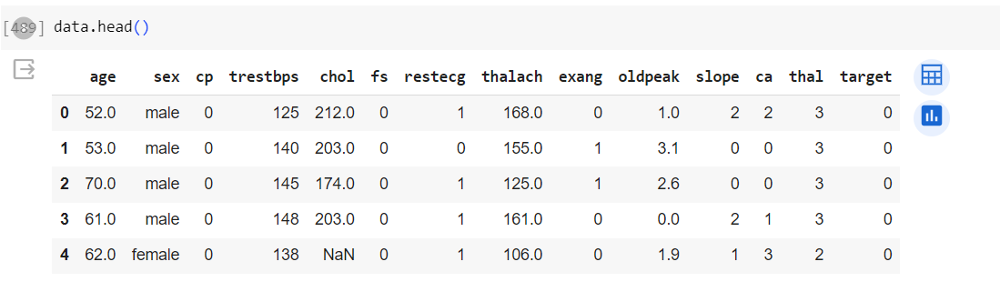 [489] data.head()
age sex cp trestbps chol fs restecg thalach exang oldpeak slope ca thal target
0 52.0 male 0 125 212.0 0 1 168.0 0 1.0 2 2 3 0
1 53.0 male 0 140 203.0 0 0 155.0 1 3.1 0 0 3 0
2 70.0 male 0 145 174.0 0 1 125.0 1 2.6 0 0 3 0
3 61.0 male 0 148 203.0 0 1 161.0 0 0.0 2 1 3 0
4 62.0 female 0 138 NaN 0 1 106.0 0 1.9 1 3 2 0